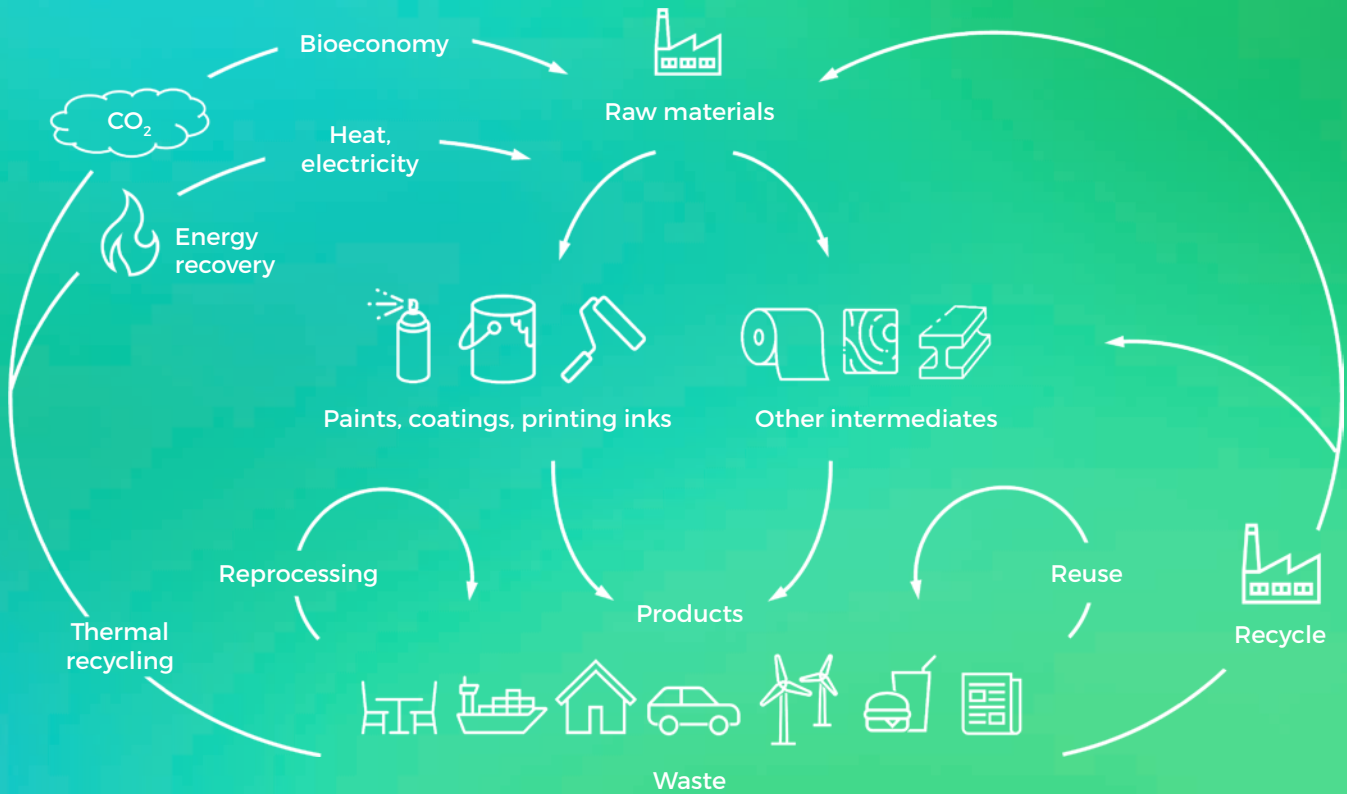 Bioeconomy
Raw materials
CO₂
Heat,
electricity
Energy
recovery
Paints, coatings, printing inks
Other intermediates
Reprocessing
Reuse
Products
Thermal
recycling
Recycle
Waste